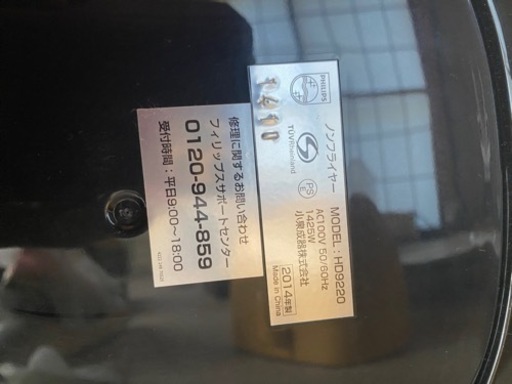 PHILIPS
ノンフライヤー MODEL : HD9220
AC100V 50/60Hz
1425W
小泉成器株式会社
TÜVRheinland
PS
E
2014年製
Made in China
1410
修理に関するお問い合わせ
フィリップスサポートセンター
0120-944-859
受付時間：平日9:00〜18:00